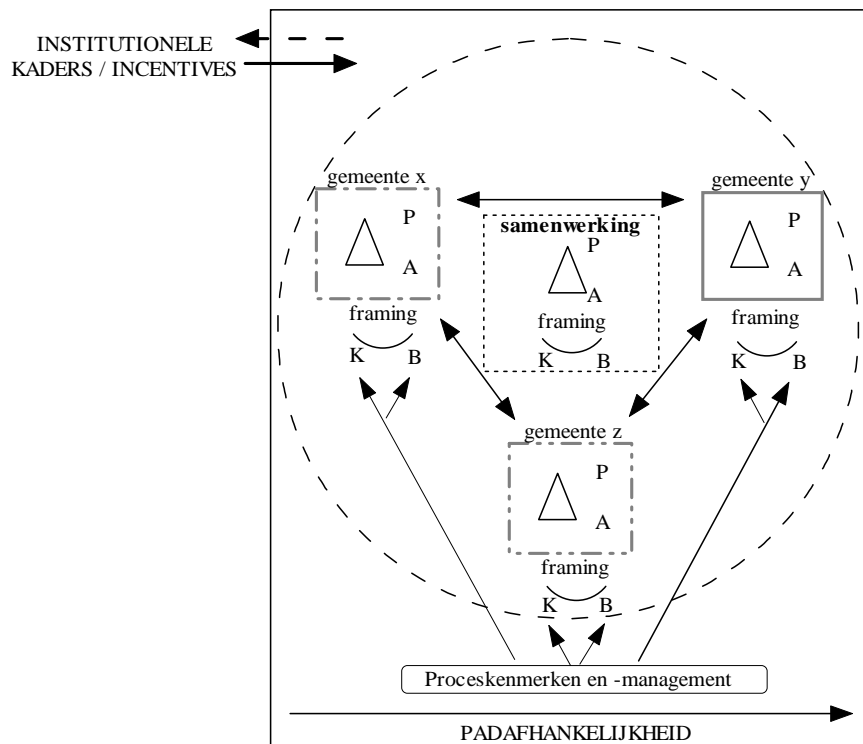 INSTITUTIONELE
KADERS / INCENTIVES
gemeente x
gemeente y
P
A
samenwerking
P
A
P
A
framing
K B
framing
K B
framing
K B
gemeente z
P
A
framing
K B
Proceskenmerken en -management
PADAFHANKELIJKHEID